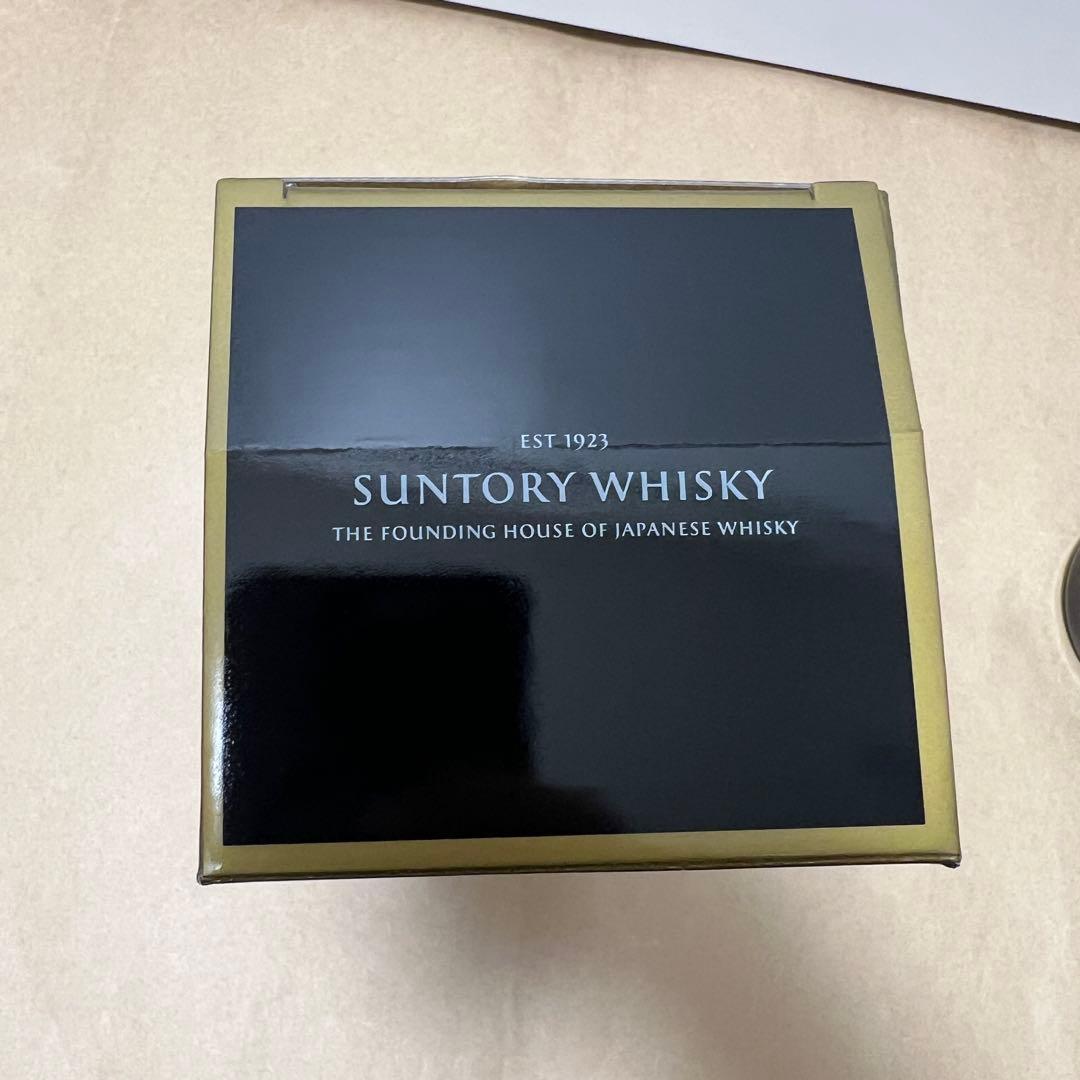 EST 1923
SUNTORY WHISKY
THE FOUNDING HOUSE OF JAPANESE WHISKY